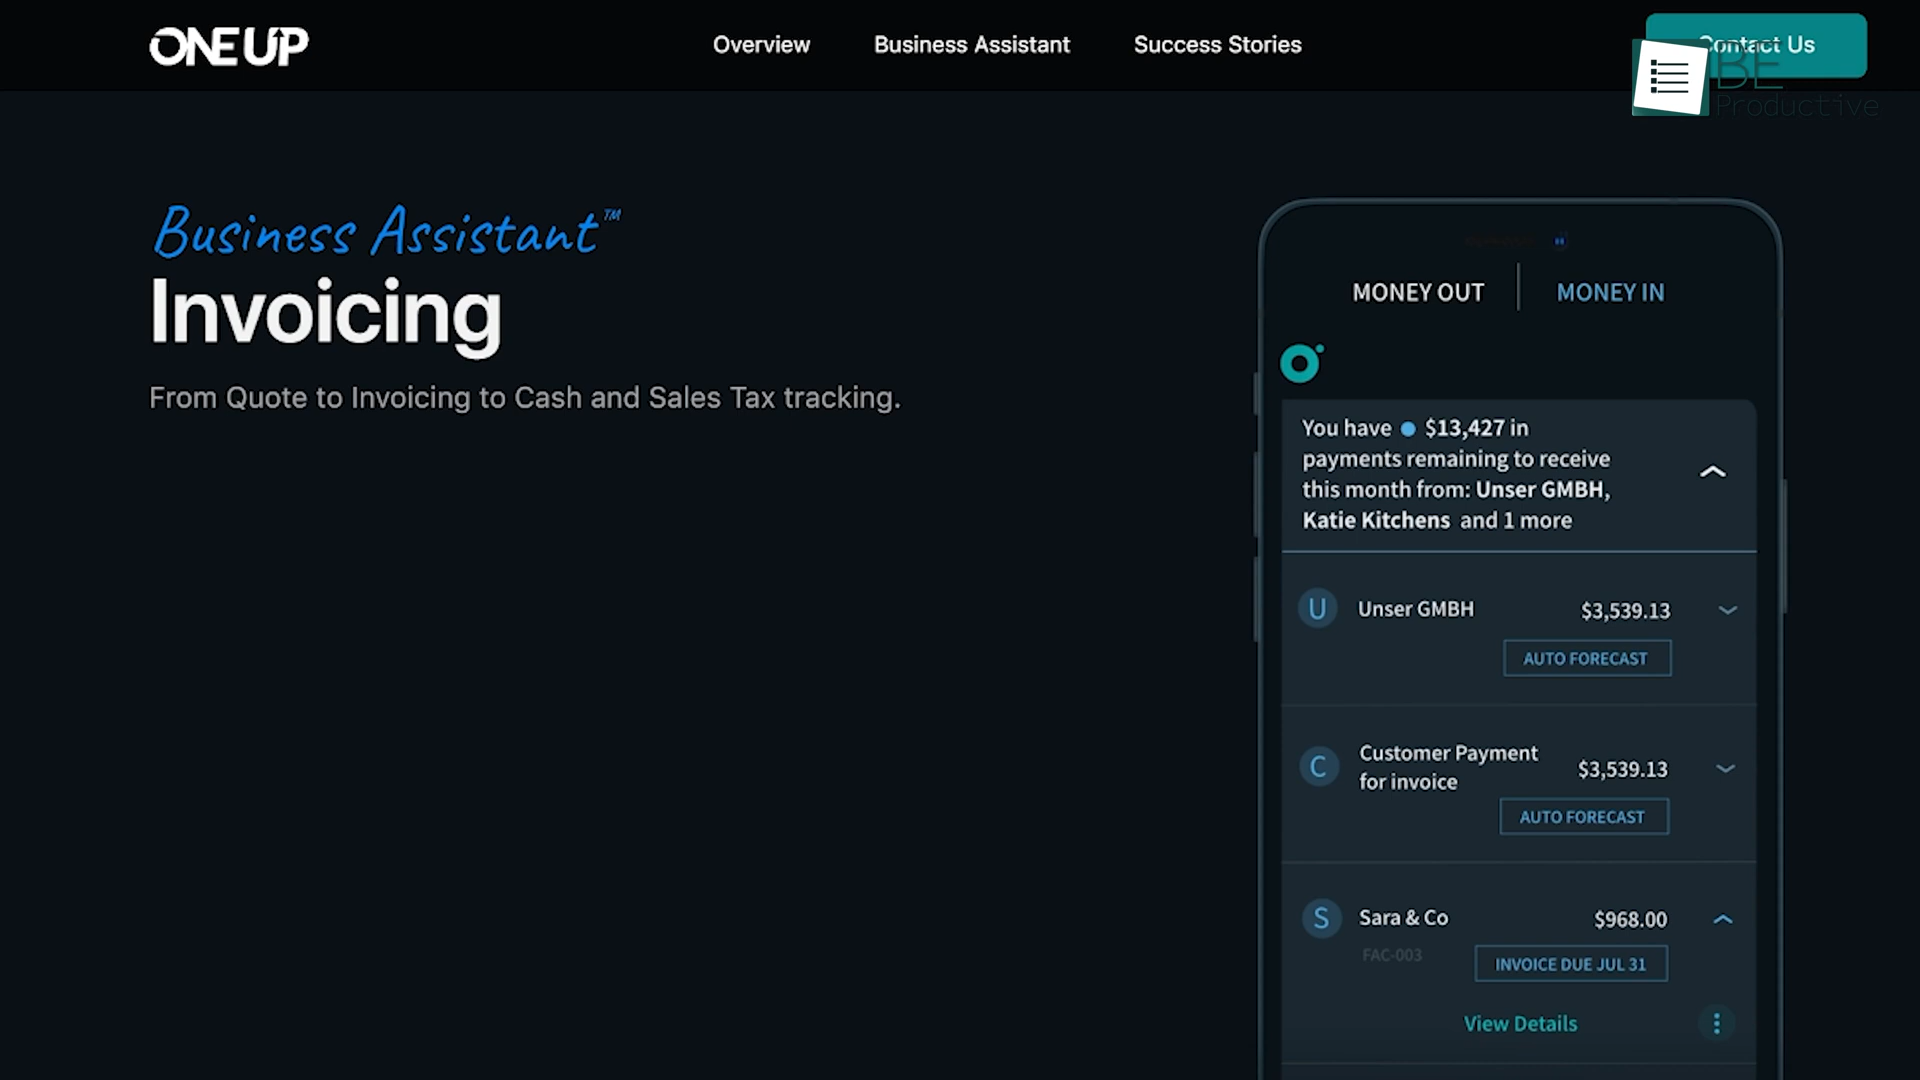 ONEUP
Overview
Business Assistant
Success Stories
Contact Us
BE
Productive
Business Assistant™
Invoicing
From Quote to Invoicing to Cash and Sales Tax tracking.
MONEY OUT
MONEY IN
You have $13,427 in
payments remaining to receive
this month from: Unser GMBH,
Katie Kitchens and 1 more
U
Unser GMBH
$3,539.13
AUTO FORECAST
C
Customer Payment
for invoice
$3,539.13
AUTO FORECAST
S
Sara & Co
$968.00
FAC-003
INVOICE DUE JUL 31
View Details